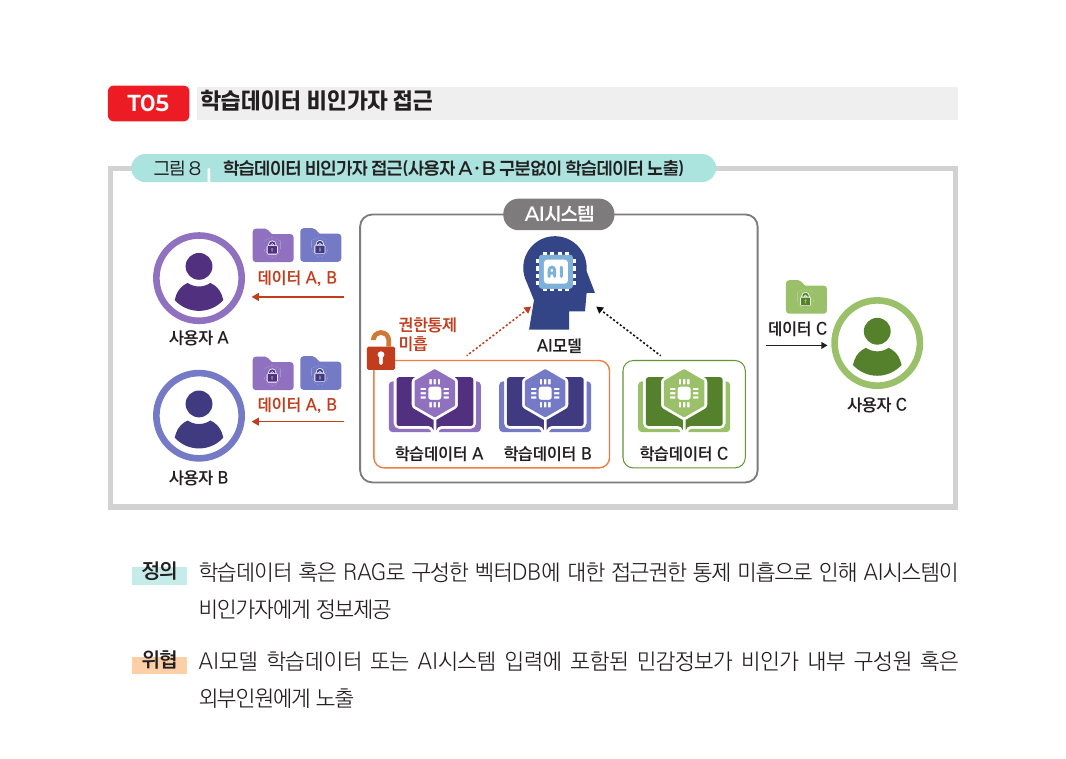 T05 학습데이터 비인가자 접근
그림 8 학습데이터 비인가자 접근(사용자 A·B 구분없이 학습데이터 노출)
AI시스템
데이터 A, B
사용자 A
데이터 A, B
사용자 B
권한통제
미흡
AI
AI모델
학습데이터 A
학습데이터 B
학습데이터 C
데이터 C
사용자 C
정의 학습데이터 혹은 RAG로 구성한 벡터DB에 대한 접근권한 통제 미흡으로 인해 AI시스템이
비인가자에게 정보제공
위협 AI모델 학습데이터 또는 AI시스템 입력에 포함된 민감정보가 비인가 내부 구성원 혹은
외부인원에게 노출